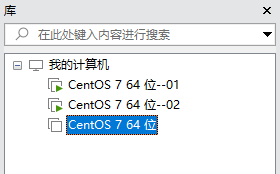 库
在此处键入内容进行搜索
我的计算机
CentOS 7 64 位--01
CentOS 7 64 位--02
CentOS 7 64 位